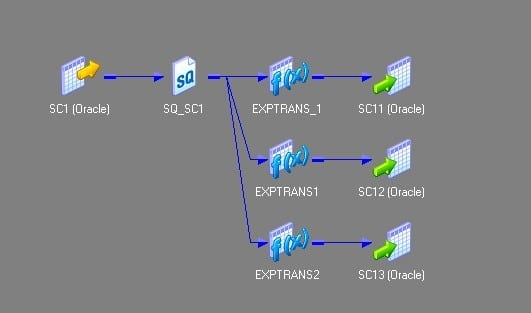 SQ
f(x)
SC1 (Oracle)
SQ_SC1
EXPTRANS_1
SC11 (Oracle)
f(x)
EXPTRANS1
SC12 (Oracle)
f(x)
EXPTRANS2
SC13 (Oracle)